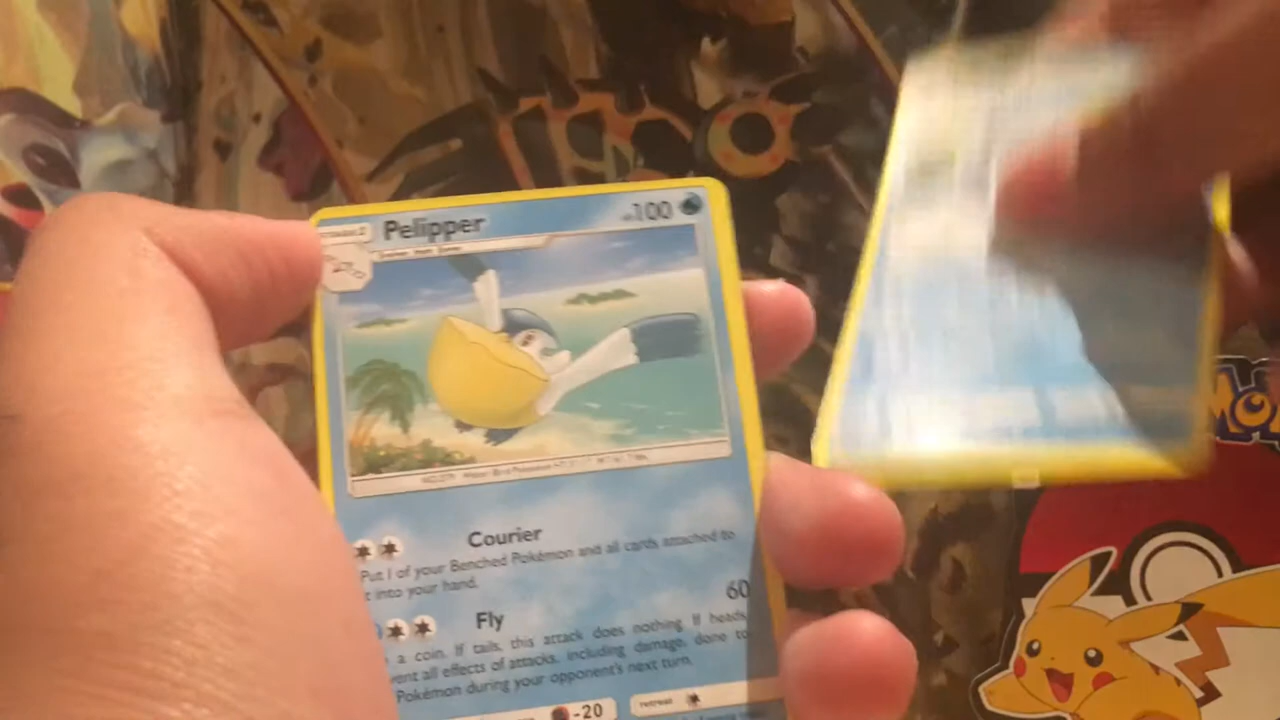 Pelipper
100
Courier
Put 1 of your Benched Pokémon and all cards attached to
t into your hand.
Fly
60
a coin. If tails, this attack does nothing. If heads,
ent all effects of attacks, including damage, done to
Pokémon during your opponent's next turn.
-20
retreat